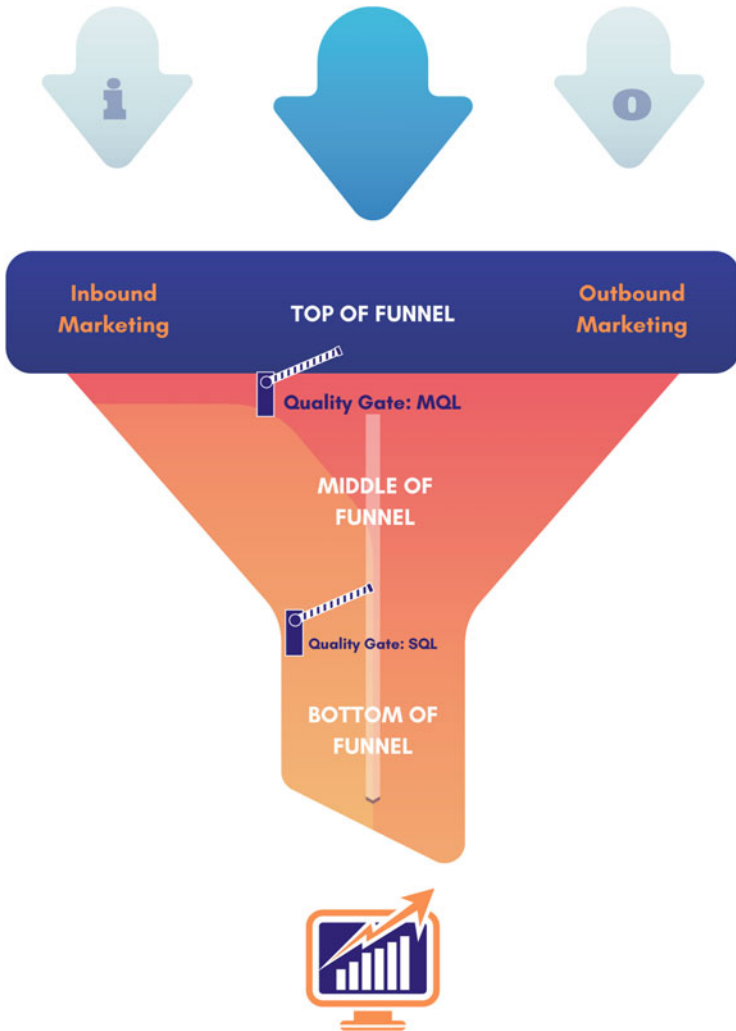 i
o
Inbound
Marketing
TOP OF FUNNEL
Outbound
Marketing
Quality Gate: MQL
MIDDLE OF
FUNNEL
Quality Gate: SQL
BOTTOM OF
FUNNEL